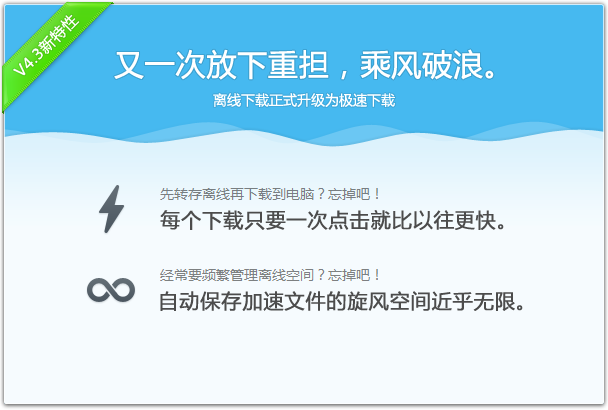 V4.3新特性
又一次放下重担，乘风破浪。
离线下载正式升级为极速下载
先转存离线再下载到电脑？忘掉吧！
每个下载只要一次点击就比以往更快。
经常要频繁管理离线空间？忘掉吧！
自动保存加速文件的旋风空间近乎无限。